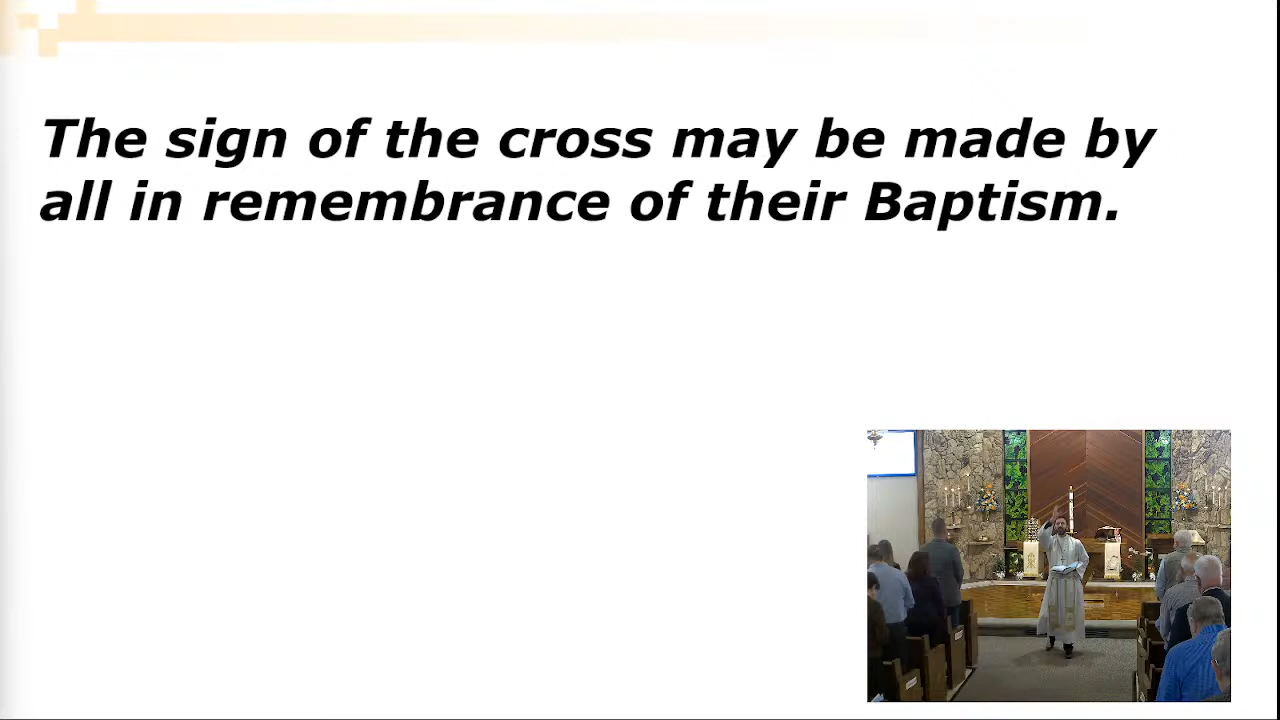 The sign of the cross may be made by
all in remembrance of their Baptism.